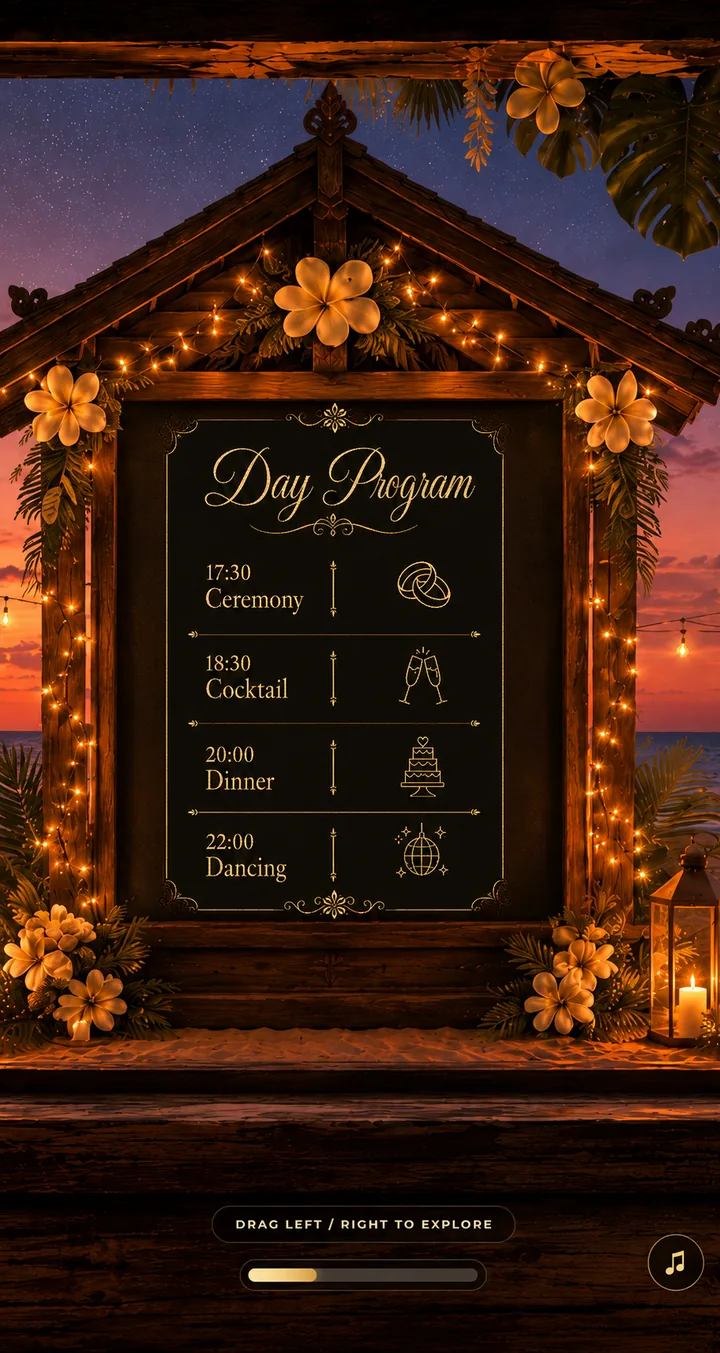 Day Program
17:30
Ceremony
18:30
Cocktail
20:00
Dinner
22:00
Dancing
DRAG LEFT / RIGHT TO EXPLORE